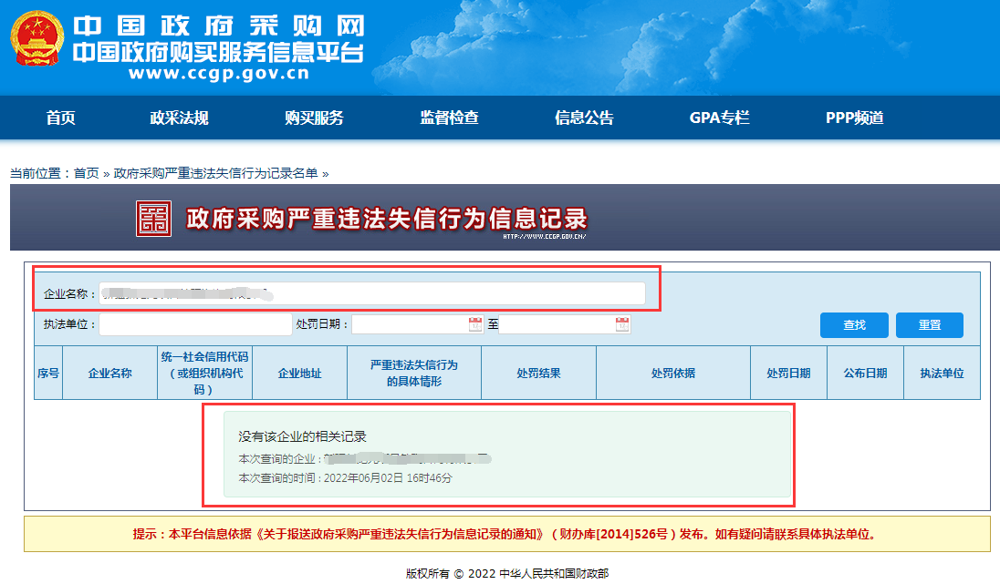 中国政府采购网
中国政府购买服务信息平台
www.ccgp.gov.cn
首页 政采法规 购买服务 监督检查 信息公告 GPA专栏 PPP频道
当前位置：首页 » 政府采购严重违法失信行为记录名单 »
政府采购严重违法失信行为信息记录
HTTP://WWW.CCGP.GOV.CN/
企业名称：
执法单位： 处罚日期： 至 查找 重置
序号 企业名称 统一社会信用代码（或组织机构代码） 企业地址 严重违法失信行为的具体情形 处罚结果 处罚依据 处罚日期 公布日期 执法单位
没有该企业的相关记录
本次查询的企业：
本次查询的时间：2022年06月02日 16时46分
提示：本平台信息依据《关于报送政府采购严重违法失信行为信息记录的通知》（财办库[2014]526号）发布。如有疑问请联系具体执法单位。
版权所有 © 2022 中华人民共和国财政部